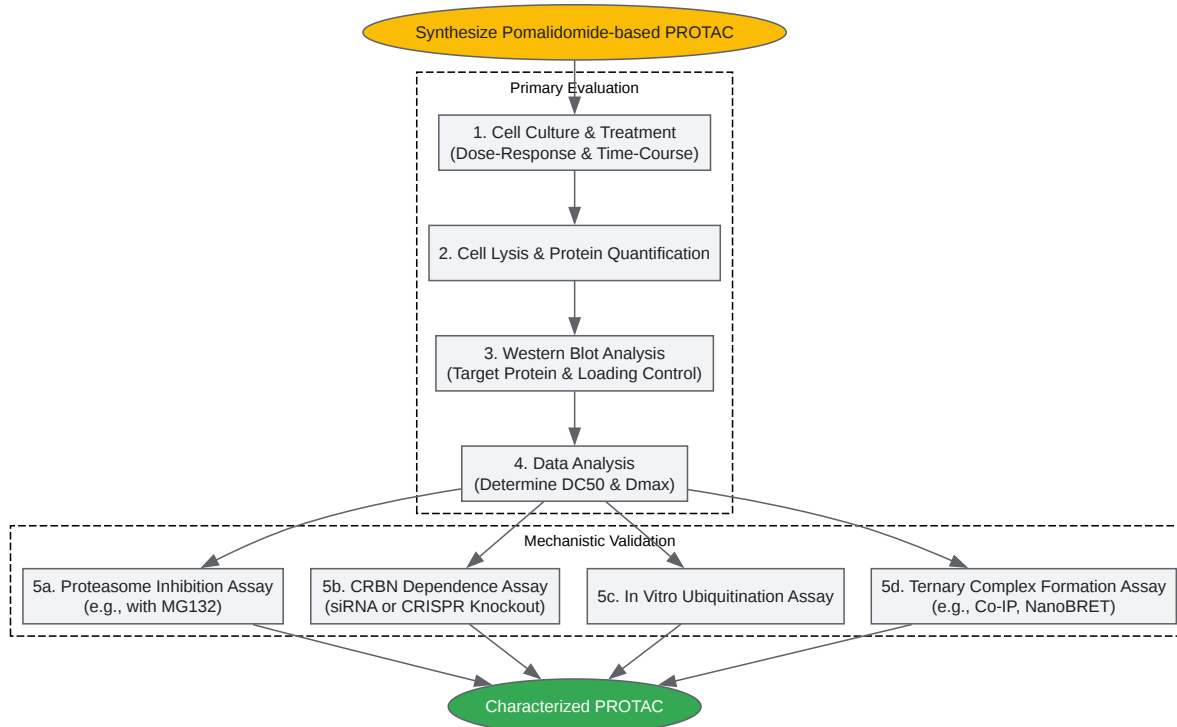 Synthesize Pomalidomide-based PROTAC
Primary Evaluation
1. Cell Culture & Treatment
(Dose-Response & Time-Course)
2. Cell Lysis & Protein Quantification
3. Western Blot Analysis
(Target Protein & Loading Control)
4. Data Analysis
(Determine DC50 & Dmax)
Mechanistic Validation
5a. Proteasome Inhibition Assay
(e.g., with MG132)
5b. CRBN Dependence Assay
(siRNA or CRISPR Knockout)
5c. In Vitro Ubiquitination Assay
5d. Ternary Complex Formation Assay
(e.g., Co-IP, NanoBRET)
Characterized PROTAC